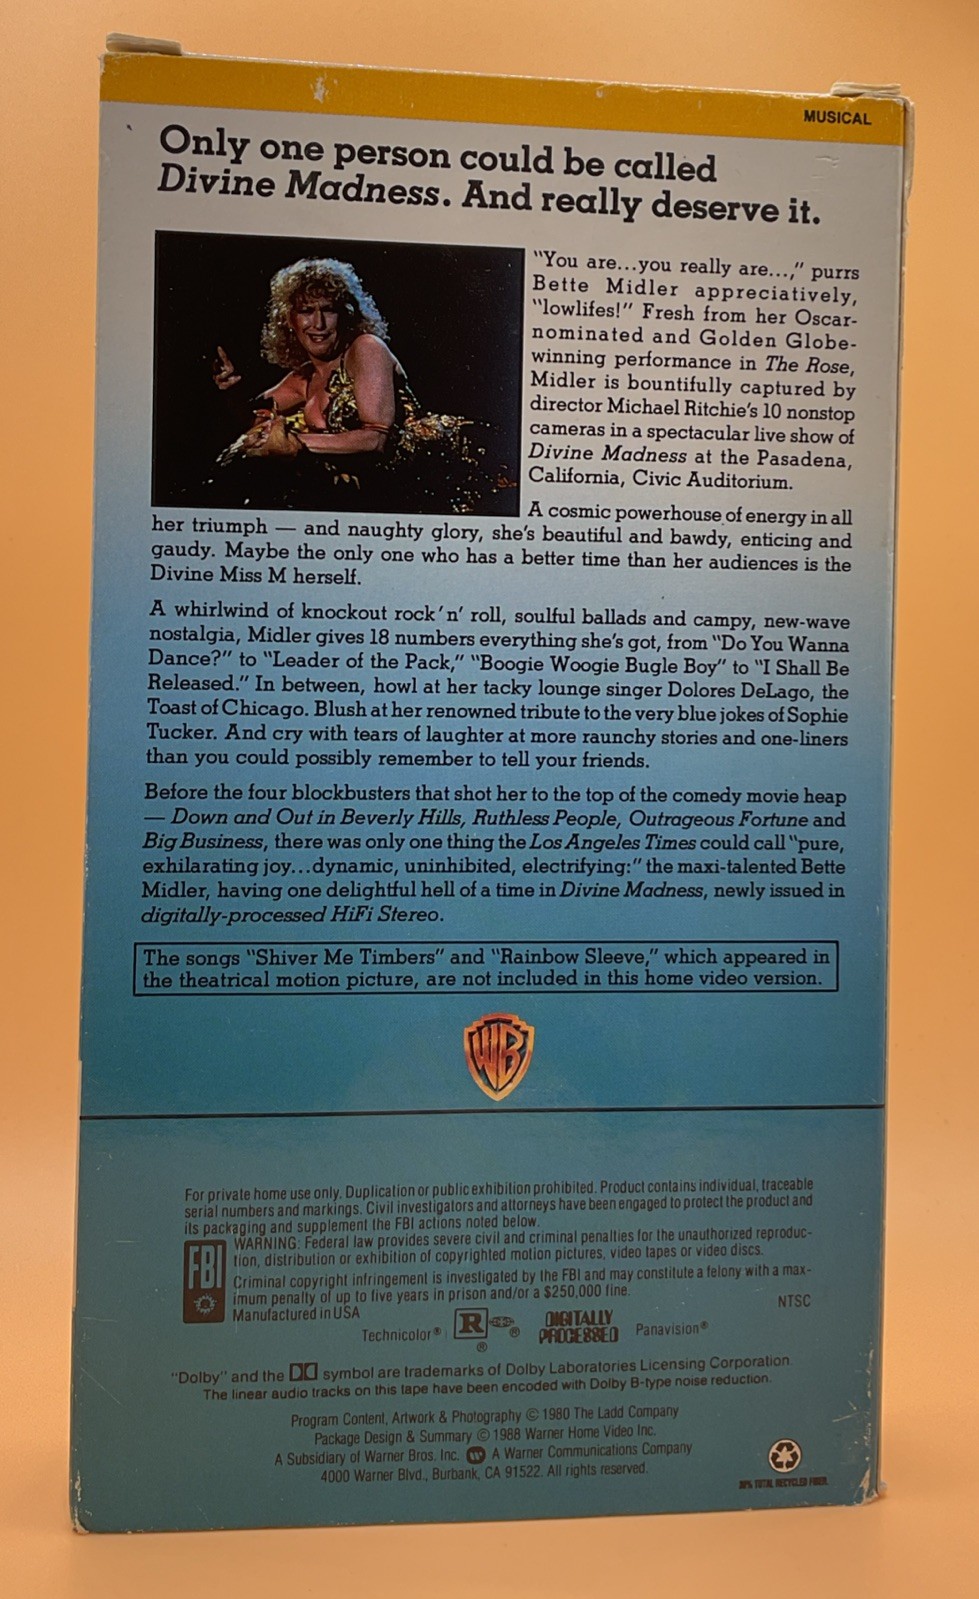 MUSICAL
Only one person could be called
Divine Madness. And really deserve it.
"You are...you really are...," purrs
Bette Midler appreciatively,
"lowlifes!" Fresh from her Oscar-
nominated and Golden Globe-
winning performance in The Rose,
Midler is bountifully captured by
director Michael Ritchie's 10 nonstop
cameras in a spectacular live show of
Divine Madness at the Pasadena,
California, Civic Auditorium.
A cosmic powerhouse of energy in all
her triumph — and naughty glory, she's beautiful and bawdy, enticing and
gaudy. Maybe the only one who has a better time than her audiences is the
Divine Miss M herself.
A whirlwind of knockout rock 'n' roll, soulful ballads and campy, new-wave
nostalgia, Midler gives 18 numbers everything she's got, from "Do You Wanna
Dance?" to "Leader of the Pack," "Boogie Woogie Bugle Boy" to "I Shall Be
Released." In between, howl at her tacky lounge singer Dolores DeLago, the
Toast of Chicago. Blush at her renowned tribute to the very blue jokes of Sophie
Tucker. And cry with tears of laughter at more raunchy stories and one-liners
than you could possibly remember to tell your friends.
Before the four blockbusters that shot her to the top of the comedy movie heap
— Down and Out in Beverly Hills, Ruthless People, Outrageous Fortune and
Big Business, there was only one thing the Los Angeles Times could call "pure,
exhilarating joy...dynamic, uninhibited, electrifying:" the maxi-talented Bette
Midler, having one delightful hell of a time in Divine Madness, newly issued in
digitally-processed HiFi Stereo.
The songs "Shiver Me Timbers" and "Rainbow Sleeve," which appeared in
the theatrical motion picture, are not included in this home video version.
WB
For private home use only. Duplication or public exhibition prohibited. Product contains individual, traceable
serial numbers and markings. Civil investigators and attorneys have been engaged to protect the product and
its packaging and supplement the FBI actions noted below.
FBI
WARNING: Federal law provides severe civil and criminal penalties for the unauthorized reproduc-
tion, distribution or exhibition of copyrighted motion pictures, video tapes or video discs.
Criminal copyright infringement is investigated by the FBI and may constitute a felony with a max-
imum penalty of up to five years in prison and/or a $250,000 fine.
Manufactured in USA
NTSC
Technicolor® R ® ® DIGITALLY PROCESSED Panavision®
"Dolby" and the symbol are trademarks of Dolby Laboratories Licensing Corporation.
The linear audio tracks on this tape have been encoded with Dolby B-type noise reduction.
Program Content, Artwork & Photography © 1980 The Ladd Company
Package Design & Summary © 1988 Warner Home Video Inc.
A Subsidiary of Warner Bros. Inc. A Warner Communications Company
4000 Warner Blvd., Burbank, CA 91522. All rights reserved.
TOTAL RECYCLED FIBER